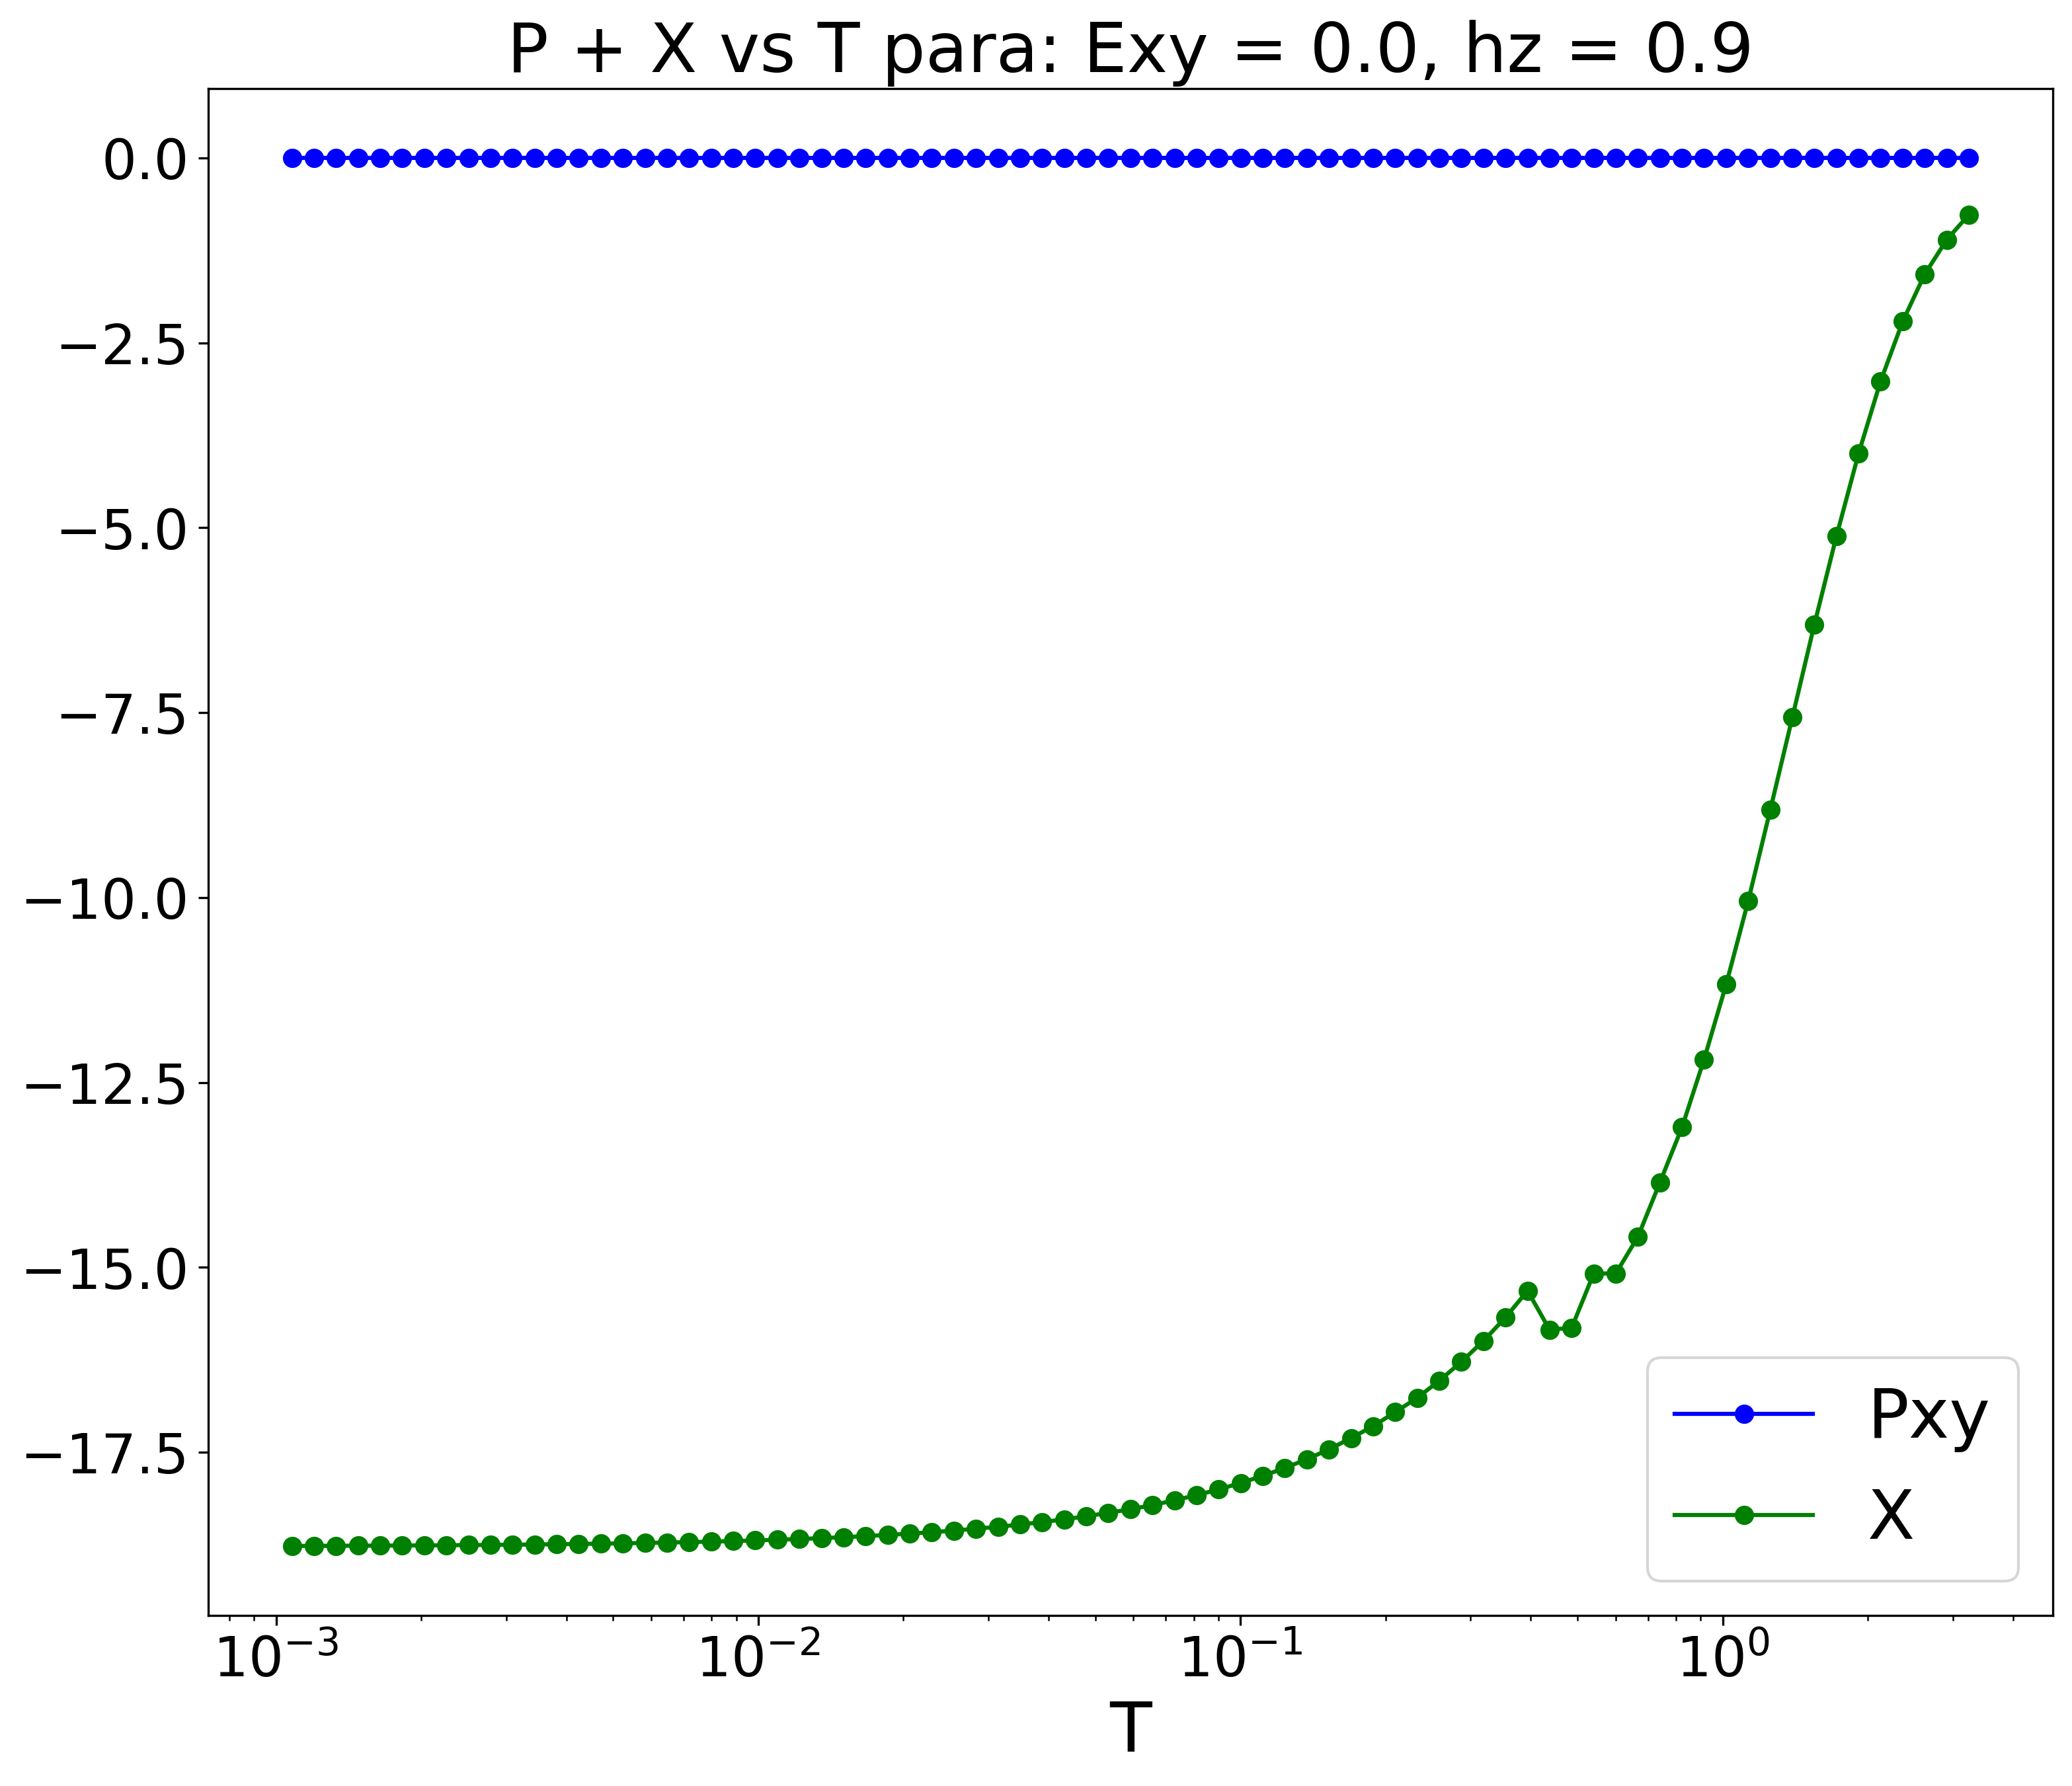 P + X vs T para: Exy = 0.0, hz = 0.9
0.0
−2.5
−5.0
−7.5
−10.0
−12.5
−15.0
−17.5
10⁻³ 10⁻² 10⁻¹ 10⁰
T
Pxy
X